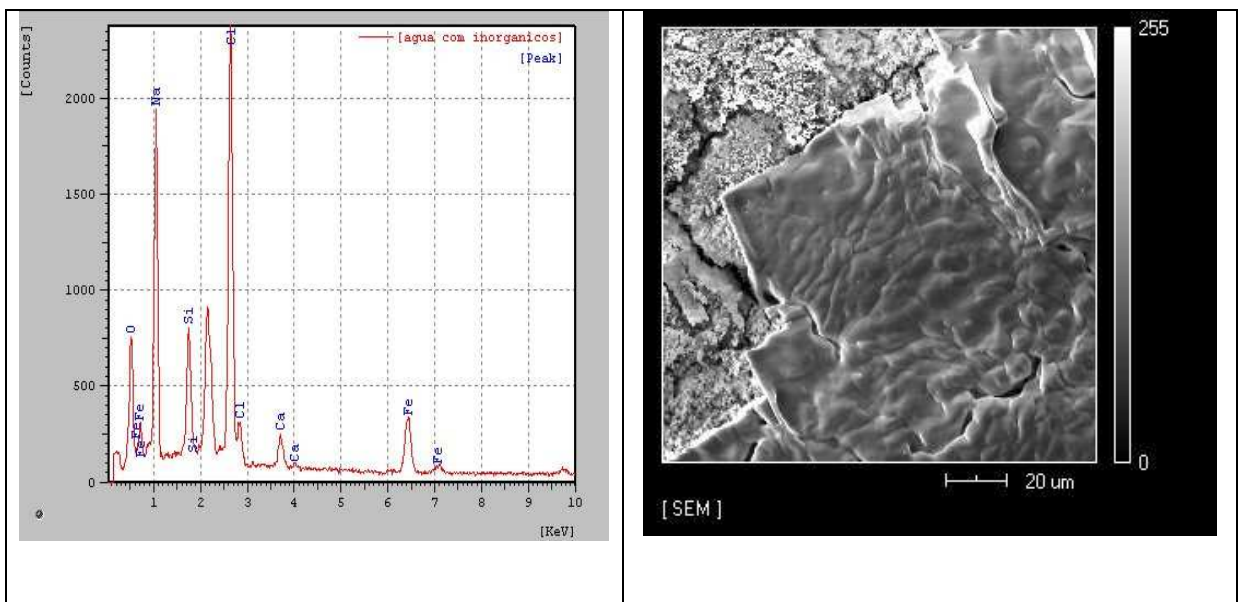 [Counts]
[agua com inorganicos]
[Peak]
Cl
Na
Si
O
Fe
Fe
Fe
Si
Cl
Ca
Ca
Fe
Fe
2000
1500
1000
500
0
1 2 3 4 5 6 7 8 9 10
[KeV]
255
0
20 um
[SEM]